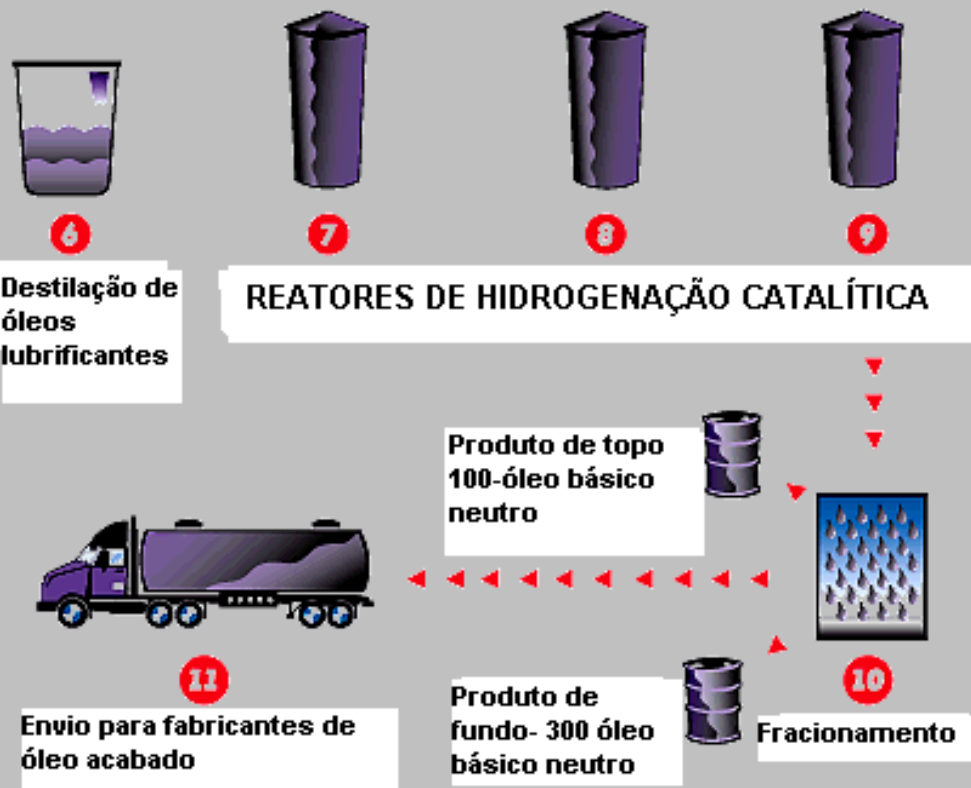 6
7
8
9
Destilação de
óleos
lubrificantes
REATORES DE HIDROGENAÇÃO CATALÍTICA
Produto de topo
100-óleo básico
neutro
11
Envio para fabricantes de
óleo acabado
Produto de
fundo- 300 óleo
básico neutro
10
Fracionamento